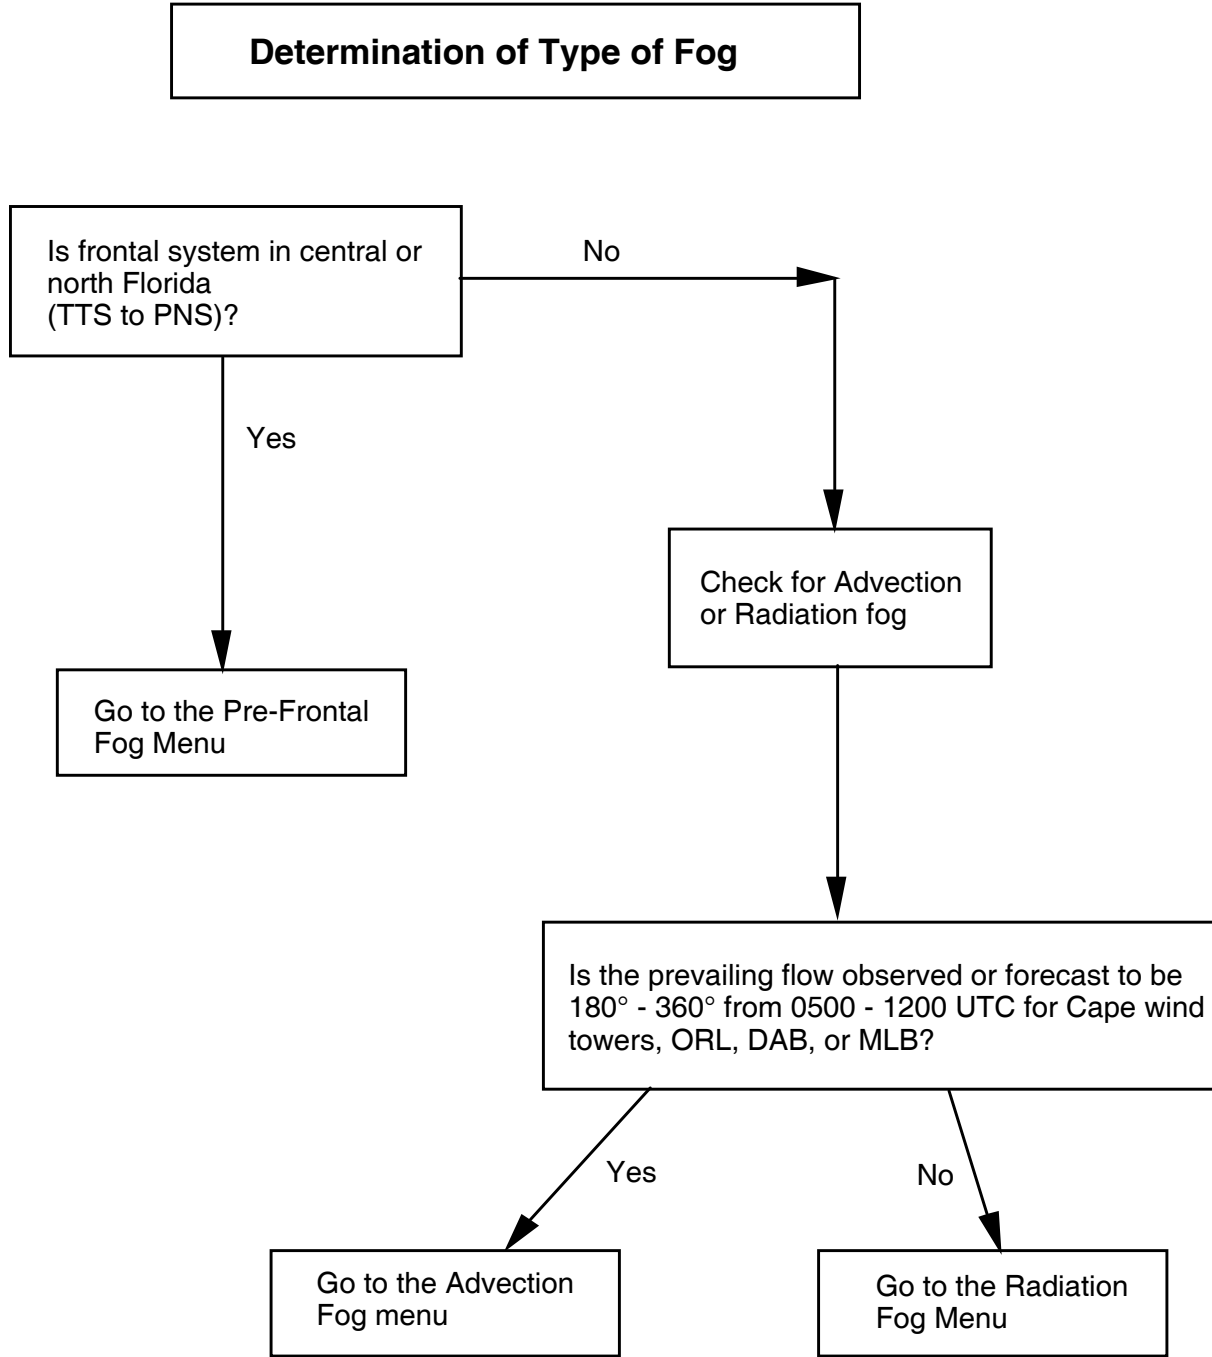 Determination of Type of Fog
Is frontal system in central or
north Florida
(TTS to PNS)?
No
Yes
Check for Advection
or Radiation fog
Go to the Pre-Frontal
Fog Menu
Is the prevailing flow observed or forecast to be
180° - 360° from 0500 - 1200 UTC for Cape wind
towers, ORL, DAB, or MLB?
Yes
No
Go to the Advection
Fog menu
Go to the Radiation
Fog Menu